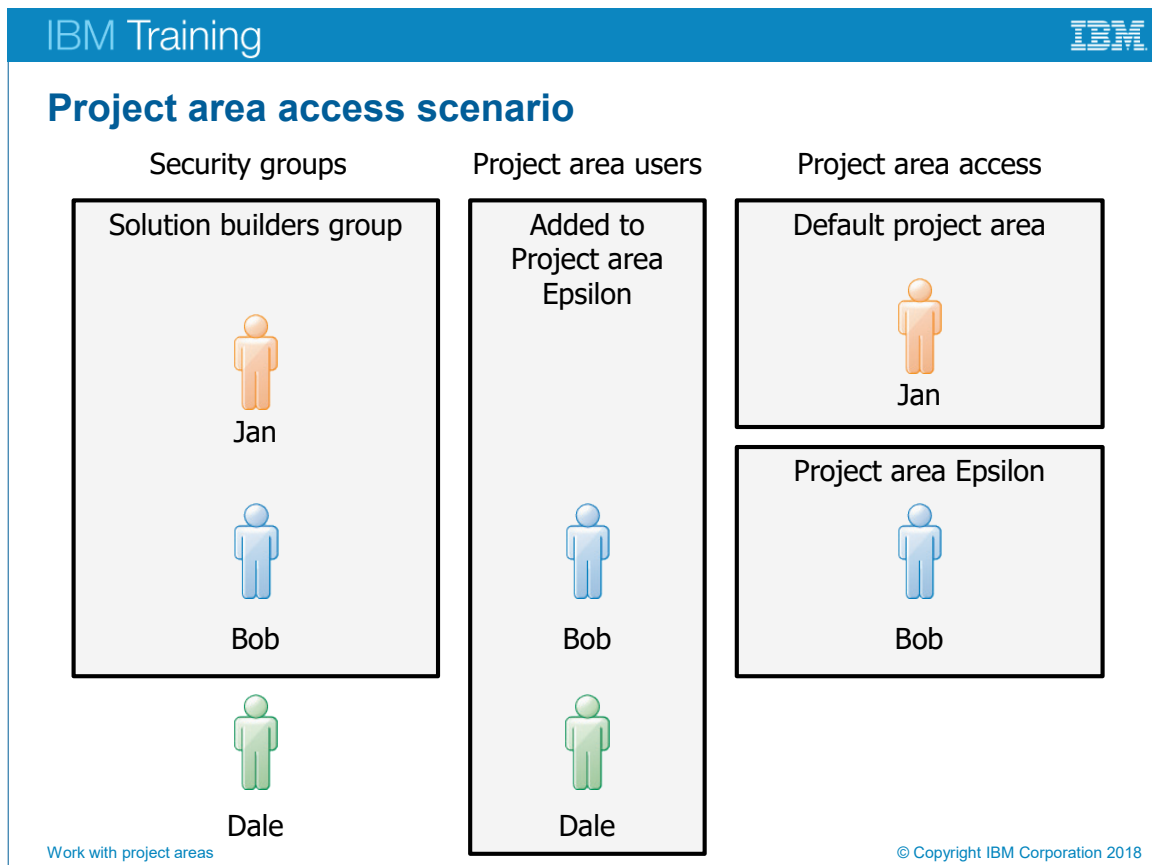 IBM Training
IBM
Project area access scenario
Security groups
Project area users
Project area access
Solution builders group
Jan
Bob
Dale
Added to
Project area
Epsilon
Bob
Dale
Default project area
Jan
Project area Epsilon
Bob
Work with project areas
© Copyright IBM Corporation 2018